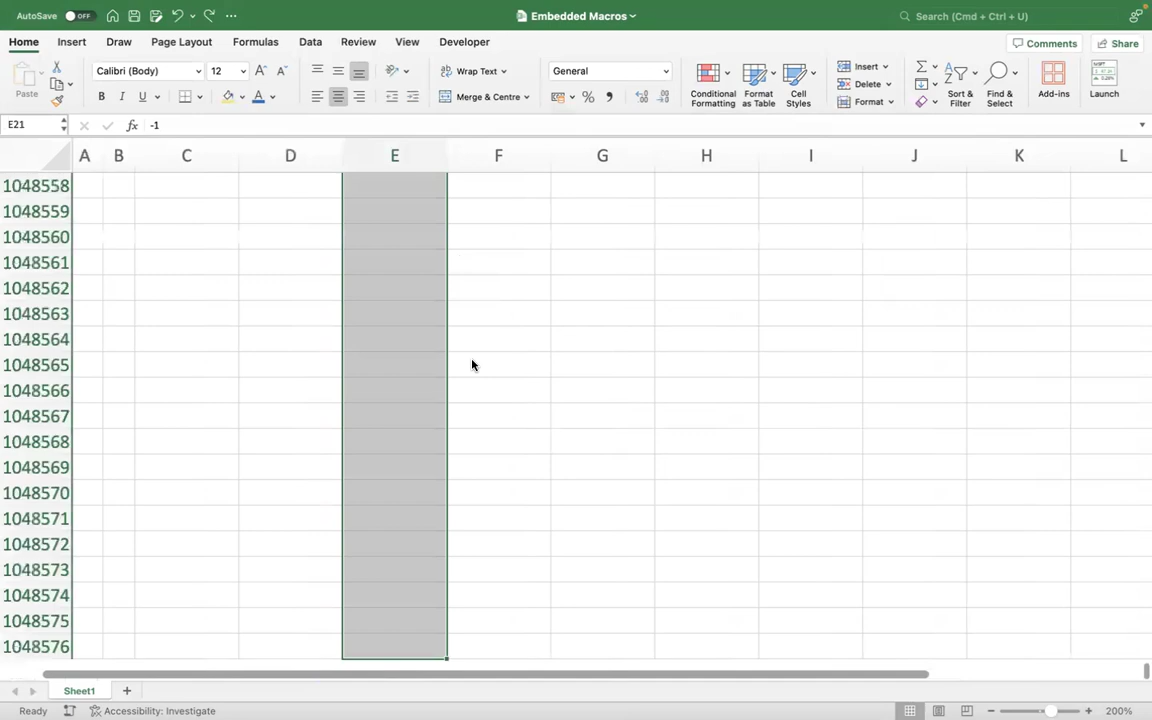 AutoSave OFF Embedded Macros Search (Cmd + Ctrl + U)
Home Insert Draw Page Layout Formulas Data Review View Developer Comments Share
Paste Calibri (Body) 12 Wrap Text General Conditional Formatting Format as Table Cell Styles Insert Sort & Filter Find & Select Add-ins Launch
B I U A Merge & Centre % Delete
Format
E21 fx -1
A B C D E F G H I J K L
1048558
1048559
1048560
1048561
1048562
1048563
1048564
1048565
1048566
1048567
1048568
1048569
1048570
1048571
1048572
1048573
1048574
1048575
1048576
Sheet1
Ready Accessibility: Investigate 200%